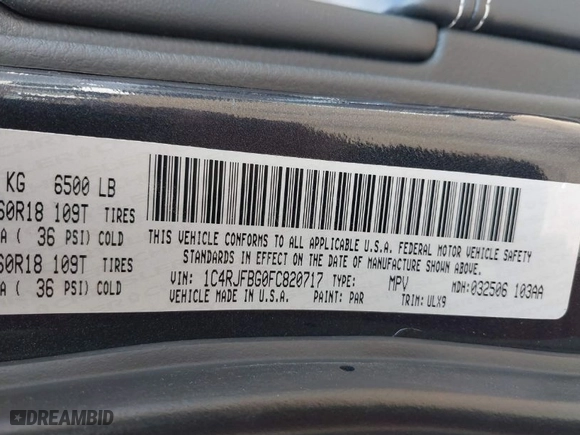 KG 6500 LB
60R18 109T TIRES
A ( 36 PSI) COLD
60R18 109T TIRES
A ( 36 PSI) COLD
THIS VEHICLE CONFORMS TO ALL APPLICABLE U.S.A. FEDERAL MOTOR VEHICLE SAFETY
STANDARDS IN EFFECT ON THE DATE OF MANUFACTURE SHOWN ABOVE.
VIN: 1C4RJFBG0FC820717 TYPE: MPV MDH:032506 103AA
VEHICLE MADE IN U.S.A. PAINT: PAR TRIM: ULX9
DREAMBID